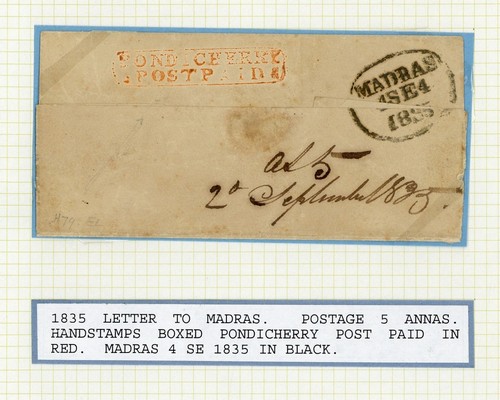 PONDICHERRY
POST PAID
MADRAS
4 SE 4
1835
As 5
2d September 1835.
1835 LETTER TO MADRAS. POSTAGE 5 ANNAS.
HANDSTAMPS BOXED PONDICHERRY POST PAID IN
RED. MADRAS 4 SE 1835 IN BLACK.